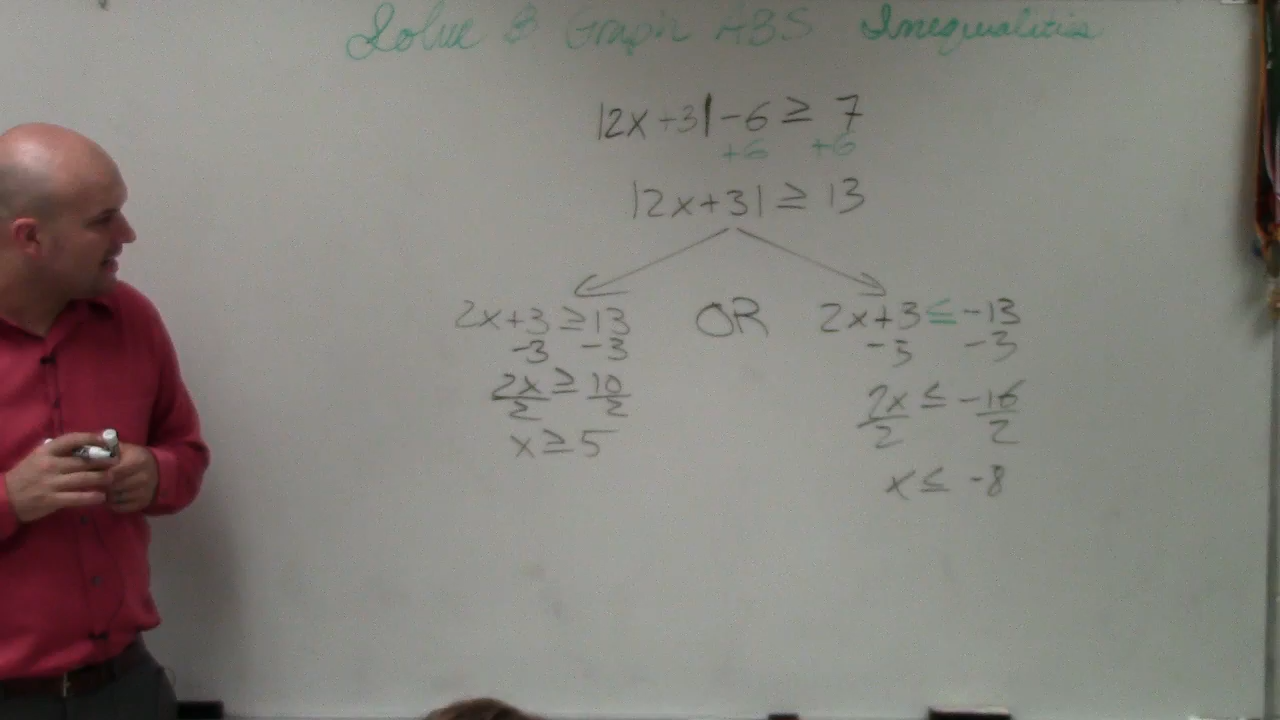 Solve & Graph ABS Inequalities
|2x+3|-6 ≥ 7
+6 +6
|2x+3| ≥ 13
2x+3 ≥ 13 OR 2x+3 ≤ -13
-3 -3 -3 -3
2x/2 ≥ 10/2 2x/2 ≤ -16/2
x ≥ 5 x ≤ -8